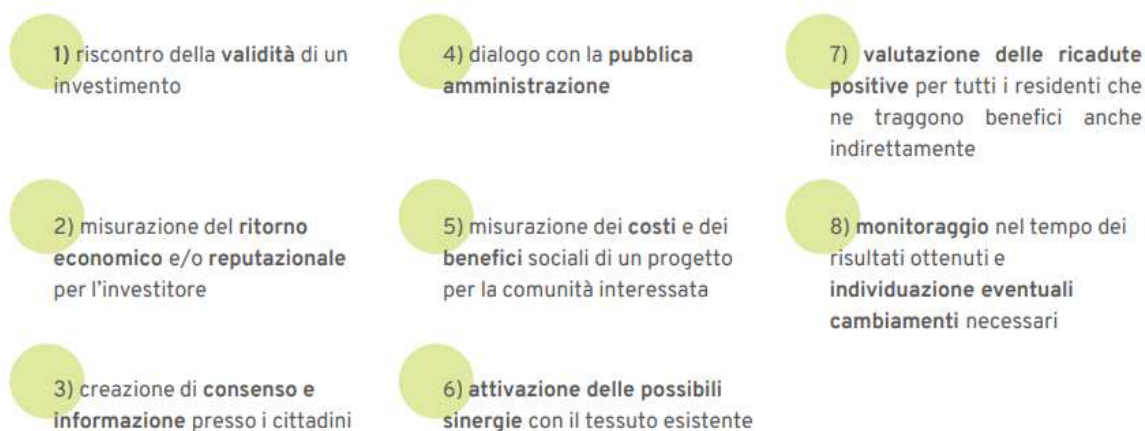 1) riscontro della validità di un
investimento
2) misurazione del ritorno
economico e/o reputazionale
per l'investitore
3) creazione di consenso e
informazione presso i cittadini
4) dialogo con la pubblica
amministrazione
5) misurazione dei costi e dei
benefici sociali di un progetto
per la comunità interessata
6) attivazione delle possibili
sinergie con il tessuto esistente
7) valutazione delle ricadute
positive per tutti i residenti che
ne traggono benefici anche
indirettamente
8) monitoraggio nel tempo dei
risultati ottenuti e
individuazione eventuali
cambiamenti necessari